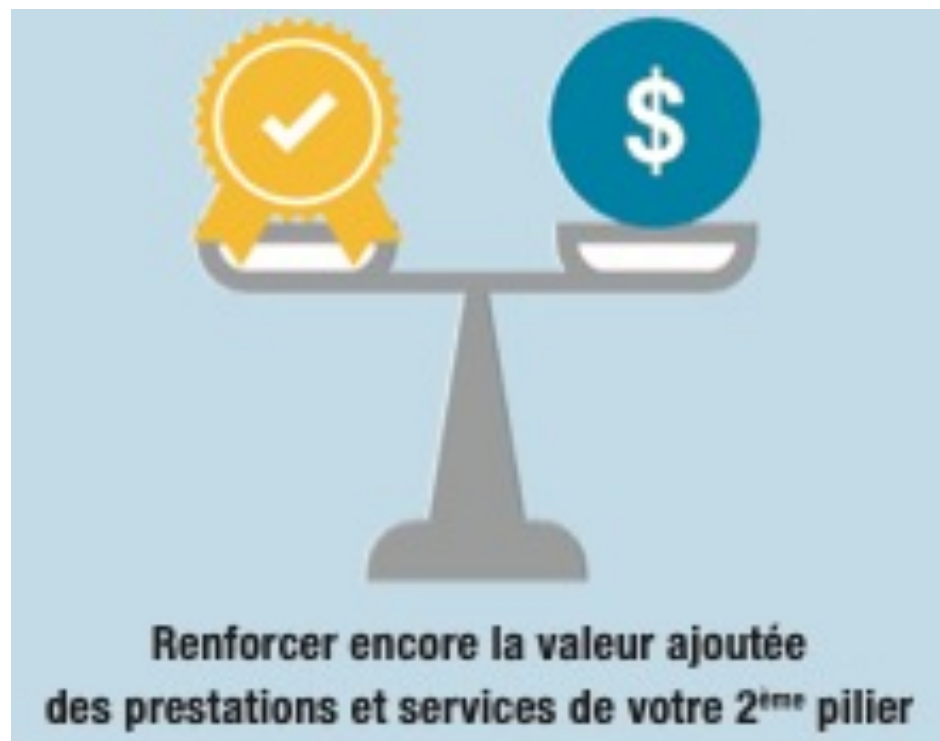 $
Renforcer encore la valeur ajoutée
des prestations et services de votre 2ème pilier